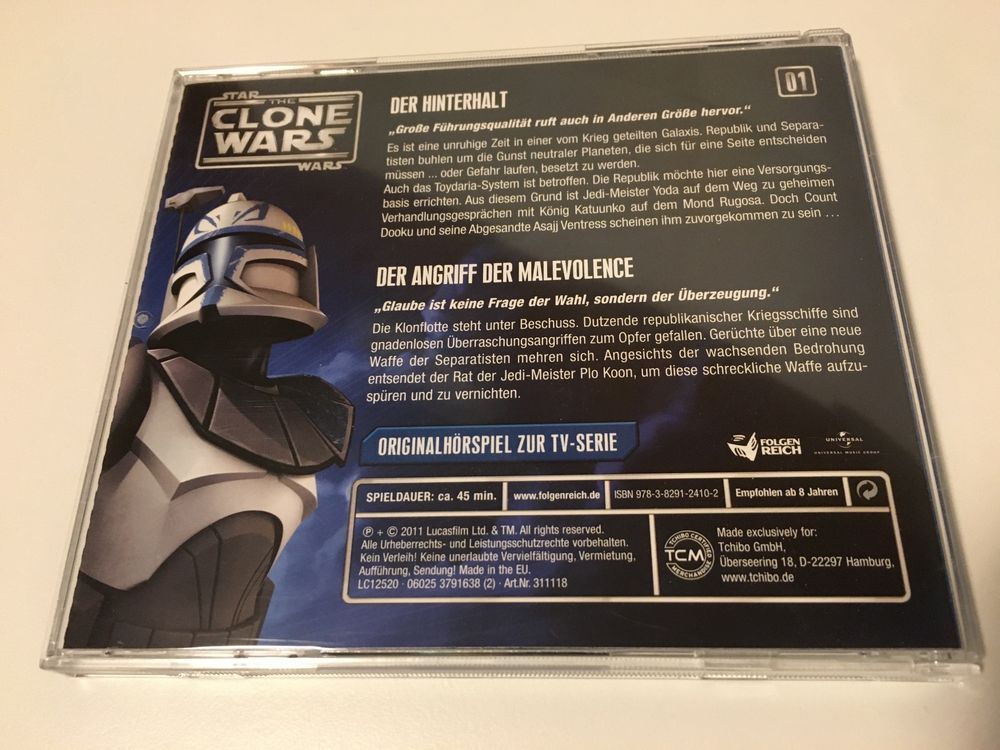 STAR
THE
CLONE
WARS
WARS™
01
DER HINTERHALT
„Große Führungsqualität ruft auch in Anderen Größe hervor.“
Es ist eine unruhige Zeit in einer vom Krieg geteilten Galaxis. Republik und Separa-
tisten buhlen um die Gunst neutraler Planeten, die sich für eine Seite entscheiden
müssen ... oder Gefahr laufen, besetzt zu werden.
Auch das Toydaria-System ist betroffen. Die Republik möchte hier eine Versorgungs-
basis errichten. Aus diesem Grund ist Jedi-Meister Yoda auf dem Weg zu geheimen
Verhandlungsgesprächen mit König Katuunko auf dem Mond Rugosa. Doch Count
Dooku und seine Abgesandte Asajj Ventress scheinen ihm zuvorgekommen zu sein ...
DER ANGRIFF DER MALEVOLENCE
„Glaube ist keine Frage der Wahl, sondern der Überzeugung.“
Die Klonflotte steht unter Beschuss. Dutzende republikanischer Kriegsschiffe sind
gnadenlosen Überraschungsangriffen zum Opfer gefallen. Gerüchte über eine neue
Waffe der Separatisten mehren sich. Angesichts der wachsenden Bedrohung
entsendet der Rat der Jedi-Meister Plo Koon, um diese schreckliche Waffe aufzu-
spüren und zu vernichten.
ORIGINALHÖRSPIEL ZUR TV-SERIE
FOLGEN
REICH
UNIVERSAL
UNIVERSAL MUSIC GROUP
SPIELDAUER: ca. 45 min.
www.folgenreich.de
ISBN 978-3-8291-2410-2
Empfohlen ab 8 Jahren
℗ + © 2011 Lucasfilm Ltd. & TM. All rights reserved.
Alle Urheberrechts- und Leistungsschutzrechte vorbehalten.
Kein Verleih! Keine unerlaubte Vervielfältigung, Vermietung,
Aufführung, Sendung! Made in the EU.
LC12520 · 06025 3791638 (2) · Art.Nr. 311118
TCHIBO CERTIFIED
TCM
MERCHANDISE
Made exclusively for:
Tchibo GmbH,
Überseering 18, D-22297 Hamburg,
www.tchibo.de